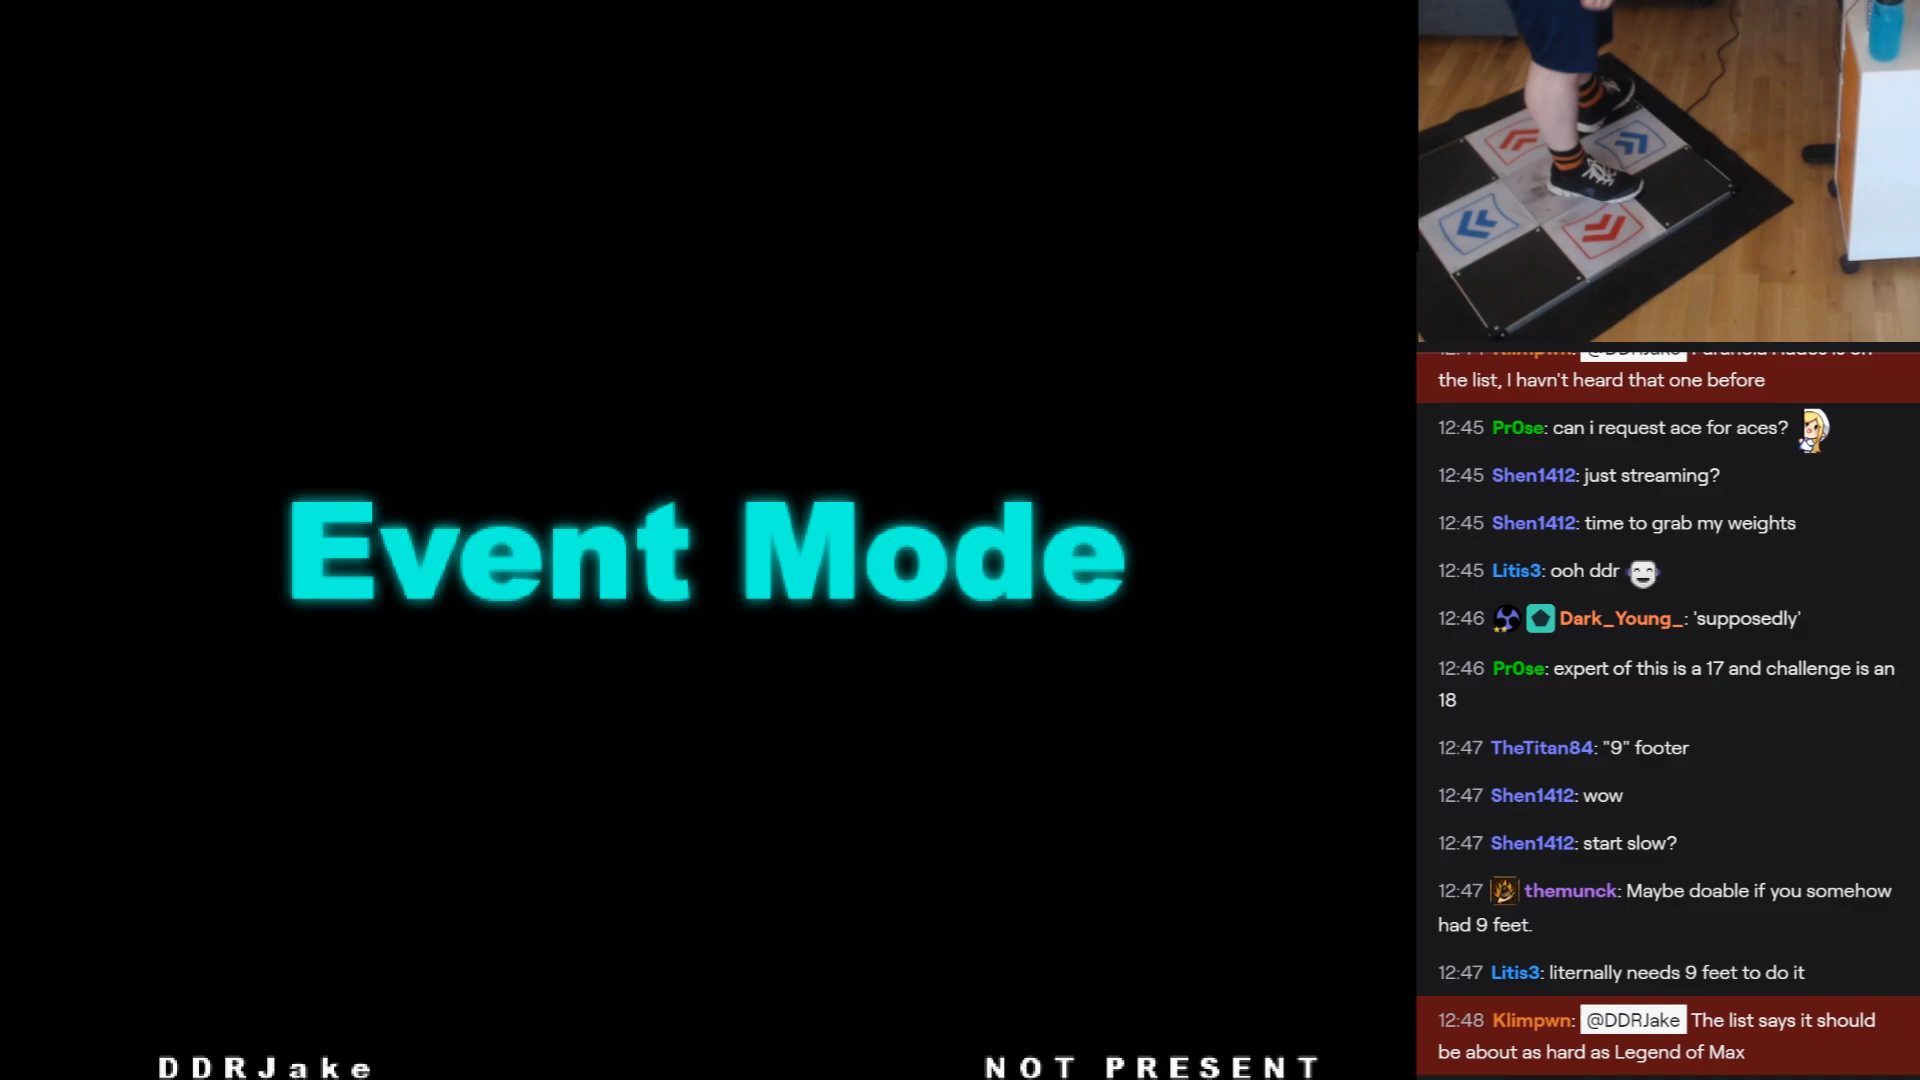 Event Mode
DDRJake
NOT PRESENT
the list, I havn't heard that one before
12:45 Pr0se: can i request ace for aces?
12:45 Shen1412: just streaming?
12:45 Shen1412: time to grab my weights
12:45 Litis3: ooh ddr
12:46 Dark_Young_: 'supposedly'
12:46 Pr0se: expert of this is a 17 and challenge is an
18
12:47 TheTitan84: "9" footer
12:47 Shen1412: wow
12:47 Shen1412: start slow?
12:47 themunck: Maybe doable if you somehow
had 9 feet.
12:47 Litis3: liternally needs 9 feet to do it
12:48 Klimpwn: @DDRJake The list says it should
be about as hard as Legend of Max